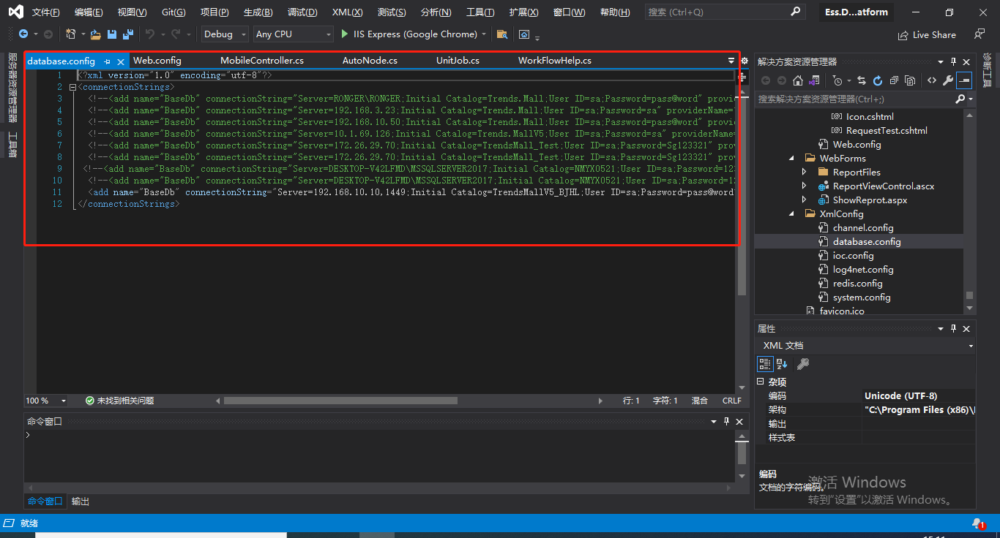 文件(F) 编辑(E) 视图(V) Git(G) 项目(P) 生成(B) 调试(D) XML(X) 测试(S) 分析(N) 工具(T) 扩展(X) 窗口(W) 帮助(H) 搜索 (Ctrl+Q) Ess.D...atform
Debug Any CPU IIS Express (Google Chrome) Live Share
服务器资源管理器
工具箱
database.config Web.config MobileController.cs AutoNode.cs UnitJob.cs WorkFlowHelp.cs
1 <?xml version="1.0" encoding="utf-8"?>
2 <connectionStrings>
3 <!--<add name="BaseDb" connectionString="Server=RONGER\RONGER;Initial Catalog=Trends.Mall;User ID=sa;Password=pass@word" provi
4 <!--<add name="BaseDb" connectionString="Server=192.168.3.23;Initial Catalog=Trends.Mall;User ID=sa;Password=sa" providerName=
5 <!--<add name="BaseDb" connectionString="Server=192.168.10.50;Initial Catalog=Trends.Mall;User ID=sa;Password=pass@word" provi
6 <!--<add name="BaseDb" connectionString="Server=10.1.69.126;Initial Catalog=Trends.MallV5;User ID=sa;Password=sa" providerName=
7 <!--<add name="BaseDb" connectionString="Server=172.26.29.70;Initial Catalog=TrendsMall_Test;User ID=sa;Password=Sg123321" prov
8 <!--<add name="BaseDb" connectionString="Server=172.26.29.70;Initial Catalog=TrendsMall_Test;User ID=sa;Password=Sg123321" prov
9 <!--<add name="BaseDb" connectionString="Server=DESKTOP-V42LFMD\MSSQLSERVER2017;Initial Catalog=NMYX0521;User ID=sa;Password=123
10 <!--<add name="BaseDb" connectionString="Server=DESKTOP-V42LFMD\MSSQLSERVER2017;Initial Catalog=NMYX0521;User ID=sa;Password=12
11 <add name="BaseDb" connectionString="Server=192.168.10.10,1449;Initial Catalog=TrendsMallV5_BJHL;User ID=sa;Password=pass@word
12 </connectionStrings>
100 % 未找到相关问题 行: 1 字符: 1 混合 CRLF
命令窗口
>
命令窗口 输出
解决方案资源管理器
搜索解决方案资源管理器(Ctrl+;)
Icon.cshtml
RequestTest.cshtml
Web.config
WebForms
ReportFiles
ReportViewControl.ascx
ShowReprot.aspx
XmlConfig
channel.config
database.config
ioc.config
log4net.config
redis.config
system.config
favicon.ico
诊断工具
属性
XML 文档
杂项
编码 Unicode (UTF-8)
架构 "C:\Program Files (x86)\
输出
样式表
编码
文档的字符编码。
激活 Windows
转到“设置”以激活 Windows。
就绪 1